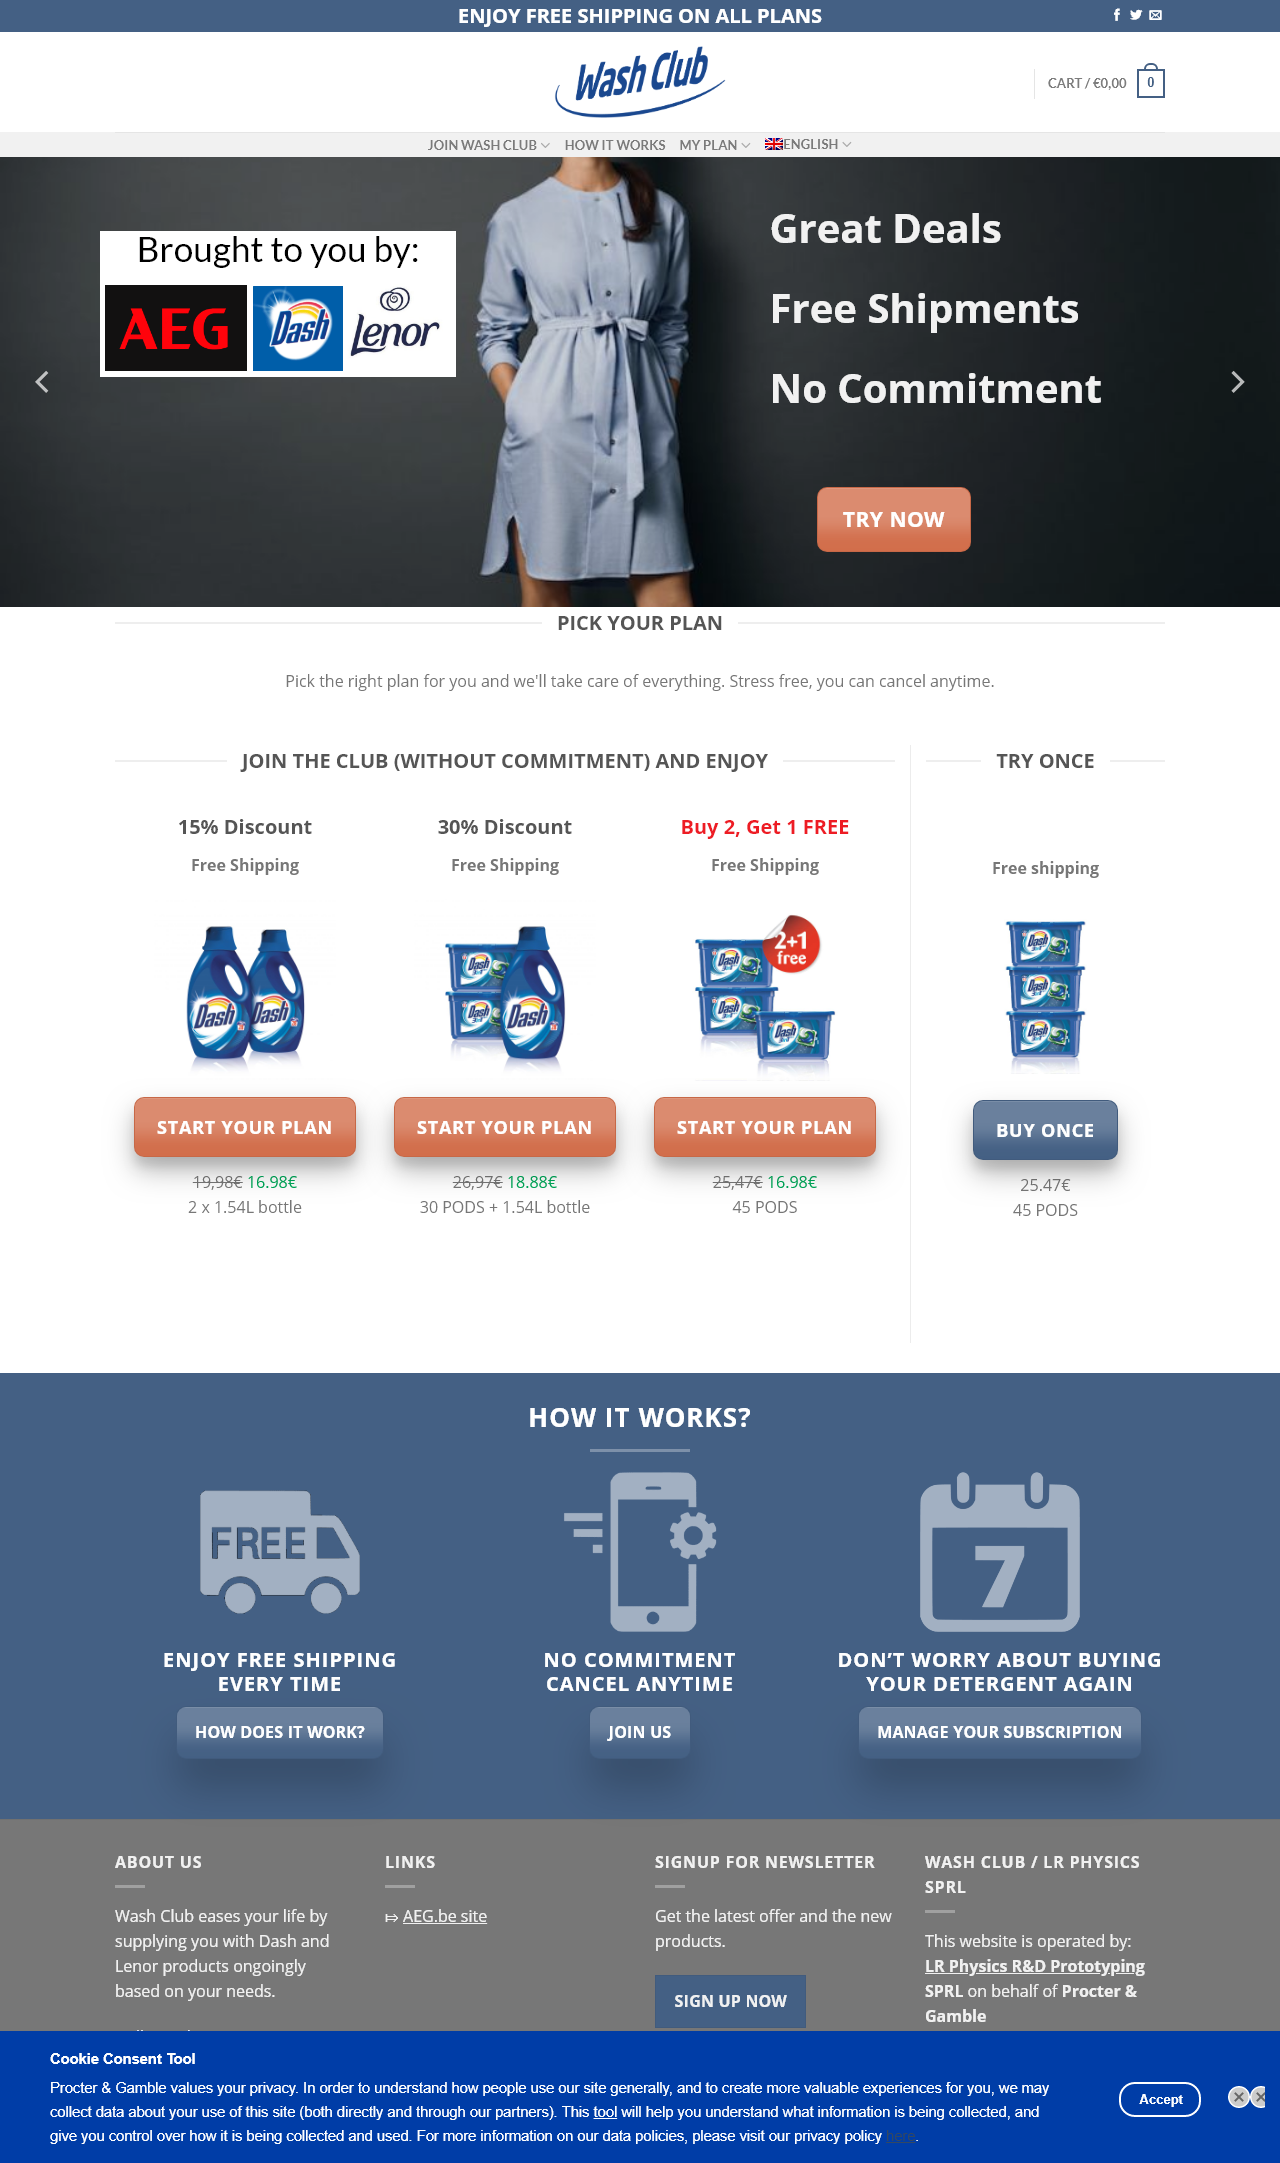 ENJOY FREE SHIPPING ON ALL PLANS
Wash Club
CART / €0,00 0
JOIN WASH CLUB HOW IT WORKS MY PLAN ENGLISH
Brought to you by:
AEG Dash Lenor
Great Deals
Free Shipments
No Commitment
TRY NOW
PICK YOUR PLAN
Pick the right plan for you and we'll take care of everything. Stress free, you can cancel anytime.
JOIN THE CLUB (WITHOUT COMMITMENT) AND ENJOY
15% Discount
Free Shipping
Dash Dash
START YOUR PLAN
19,98€ 16.98€
2 x 1.54L bottle
30% Discount
Free Shipping
Dash Dash Dash
START YOUR PLAN
26,97€ 18.88€
30 PODS + 1.54L bottle
Buy 2, Get 1 FREE
Free Shipping
2+1
free
Dash
Dash
Dash
START YOUR PLAN
25,47€ 16.98€
45 PODS
TRY ONCE
Free shipping
Dash
Dash
Dash
BUY ONCE
25.47€
45 PODS
HOW IT WORKS?
FREE
ENJOY FREE SHIPPING
EVERY TIME
HOW DOES IT WORK?
NO COMMITMENT
CANCEL ANYTIME
JOIN US
7
DON’T WORRY ABOUT BUYING
YOUR DETERGENT AGAIN
MANAGE YOUR SUBSCRIPTION
ABOUT US
Wash Club eases your life by
supplying you with Dash and
Lenor products ongoingly
based on your needs.
LINKS
⤇ AEG.be site
SIGNUP FOR NEWSLETTER
Get the latest offer and the new
products.
SIGN UP NOW
WASH CLUB / LR PHYSICS
SPRL
This website is operated by:
LR Physics R&D Prototyping
SPRL on behalf of Procter &
Gamble
Cookie Consent Tool
Procter & Gamble values your privacy. In order to understand how people use our site generally, and to create more valuable experiences for you, we may
collect data about your use of this site (both directly and through our partners). This tool will help you understand what information is being collected, and
give you control over how it is being collected and used. For more information on our data policies, please visit our privacy policy here.
Accept